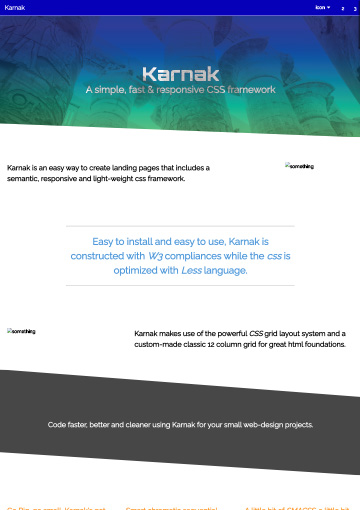 Karnak
Icon
2
3
Karnak
A simple, fast & responsive CSS framework
Karnak is an easy way to create landing pages that includes a
semantic, responsive and light-weight css framework.
something
Easy to install and easy to use, Karnak is
constructed with W3 compliances while the css is
optimized with Less language.
something
Karnak makes use of the powerful CSS grid layout system and a
custom-made classic 12 column grid for great html foundations.
Code faster, better and cleaner using Karnak for your small web-design projects.